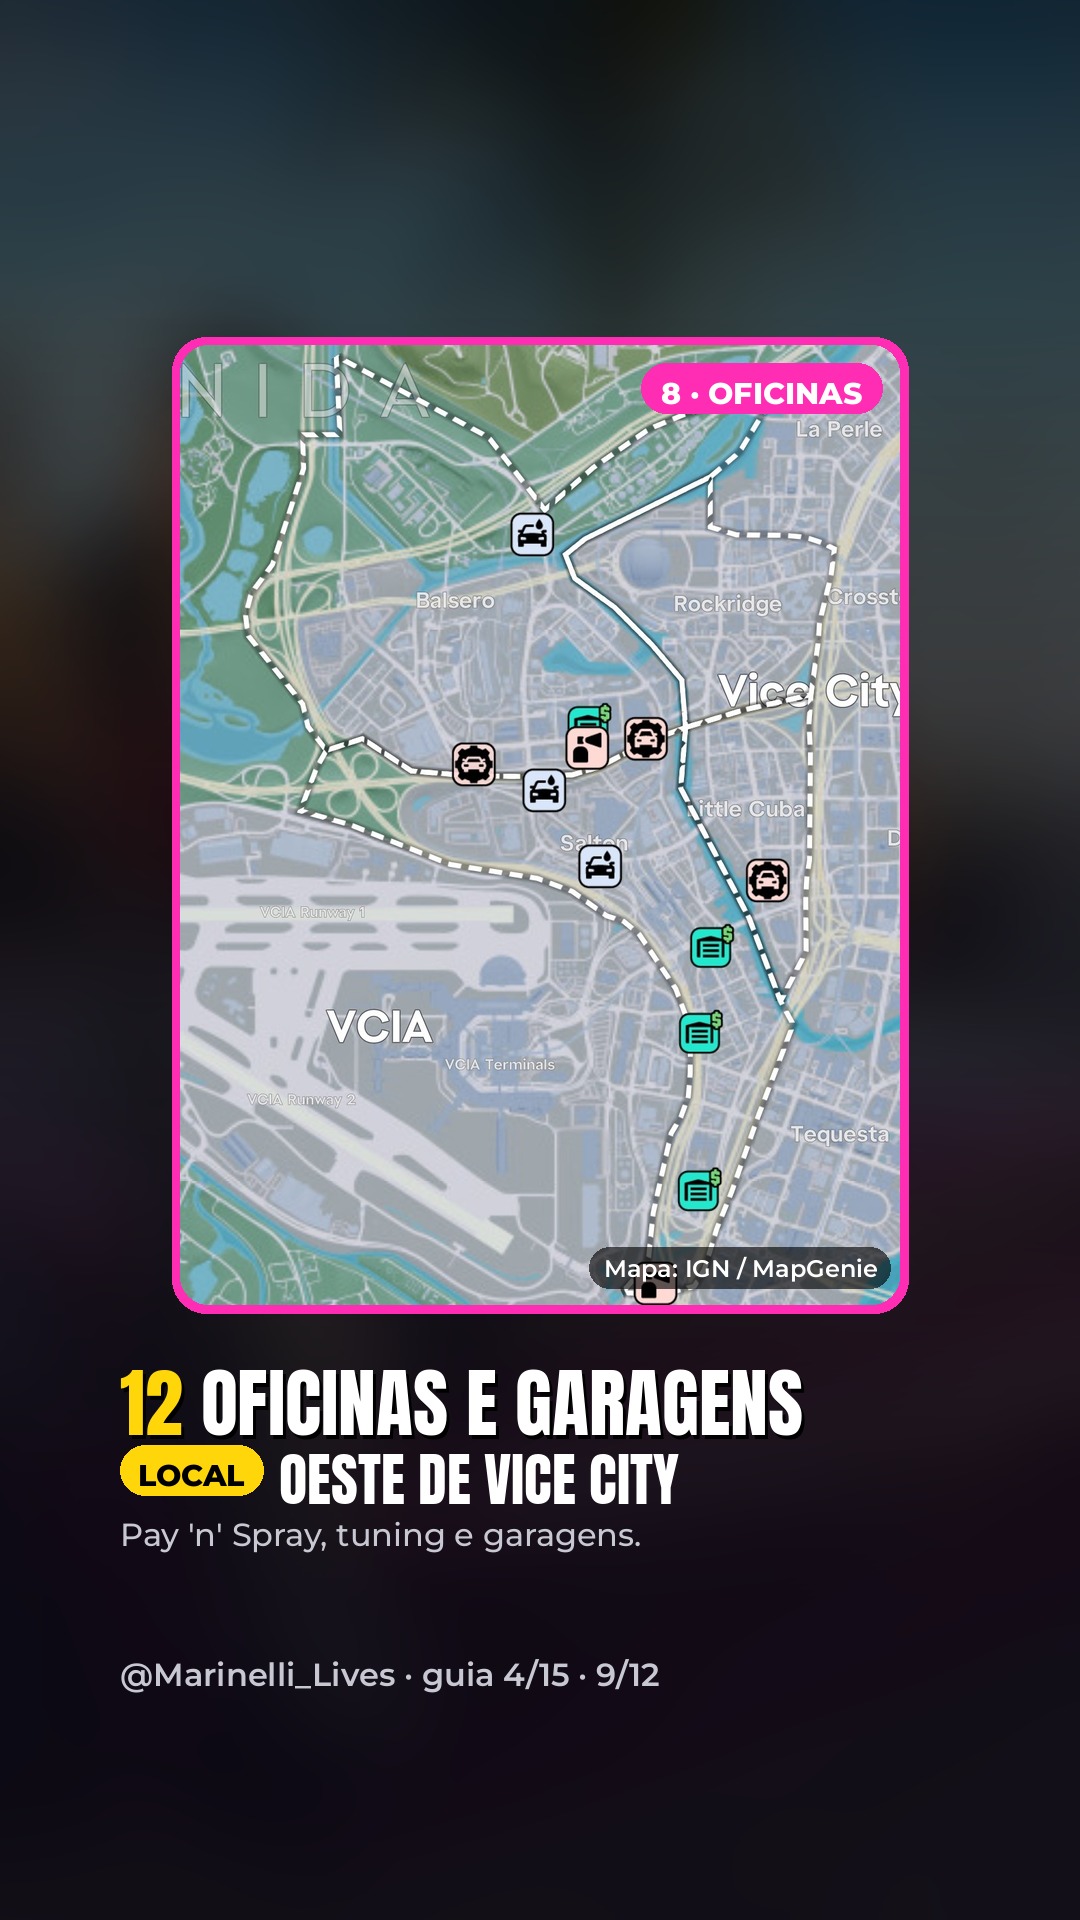 NIDA
8 · OFICINAS
La Perle
Balsero
Rockridge
Crosst
Vice City
Little Cuba
Salton
D
VCIA Runway 1
VCIA
VCIA Terminals
VCIA Runway 2
Tequesta
Mapa: IGN / MapGenie
12 OFICINAS E GARAGENS
LOCAL OESTE DE VICE CITY
Pay 'n' Spray, tuning e garagens.
@Marinelli_Lives · guia 4/15 · 9/12